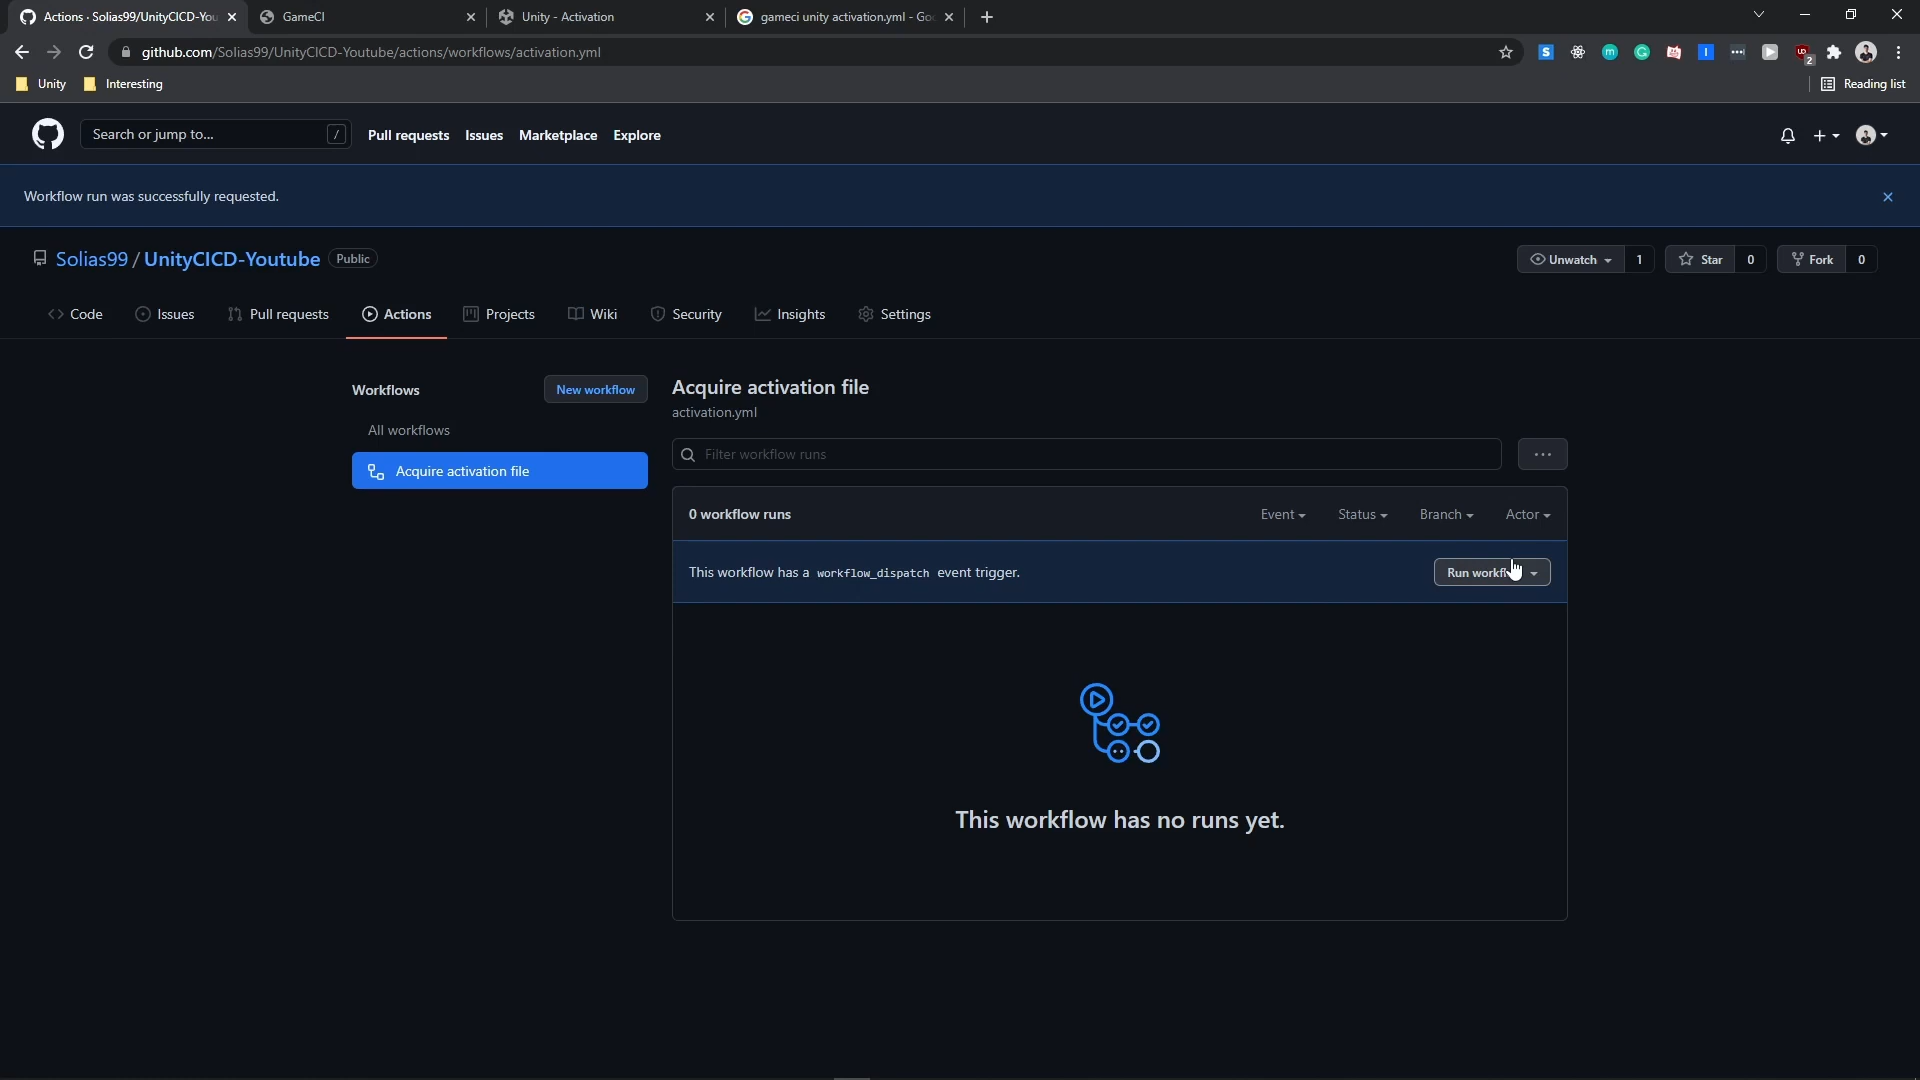 Actions · Solias99/UnityCICD-You
GameCI
Unity - Activation
gameci unity activation.yml - Goo
github.com/Solias99/UnityCICD-Youtube/actions/workflows/activation.yml
Unity
Interesting
Reading list
Search or jump to...
/
Pull requests
Issues
Marketplace
Explore
Workflow run was successfully requested.
Solias99 / UnityCICD-Youtube
Public
Unwatch
1
Star
0
Fork
0
Code
Issues
Pull requests
Actions
Projects
Wiki
Security
Insights
Settings
Workflows
New workflow
All workflows
Acquire activation file
Acquire activation file
activation.yml
Filter workflow runs
0 workflow runs
Event
Status
Branch
Actor
This workflow has a workflow_dispatch event trigger.
Run workfl
This workflow has no runs yet.